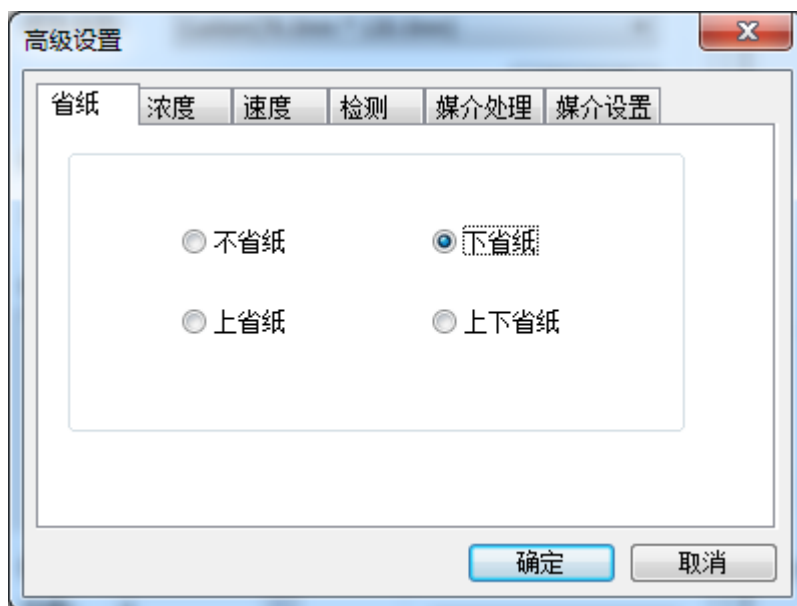 高级设置
省纸 浓度 速度 检测 媒介处理 媒介设置
不省纸 下省纸
上省纸 上下省纸
确定 取消